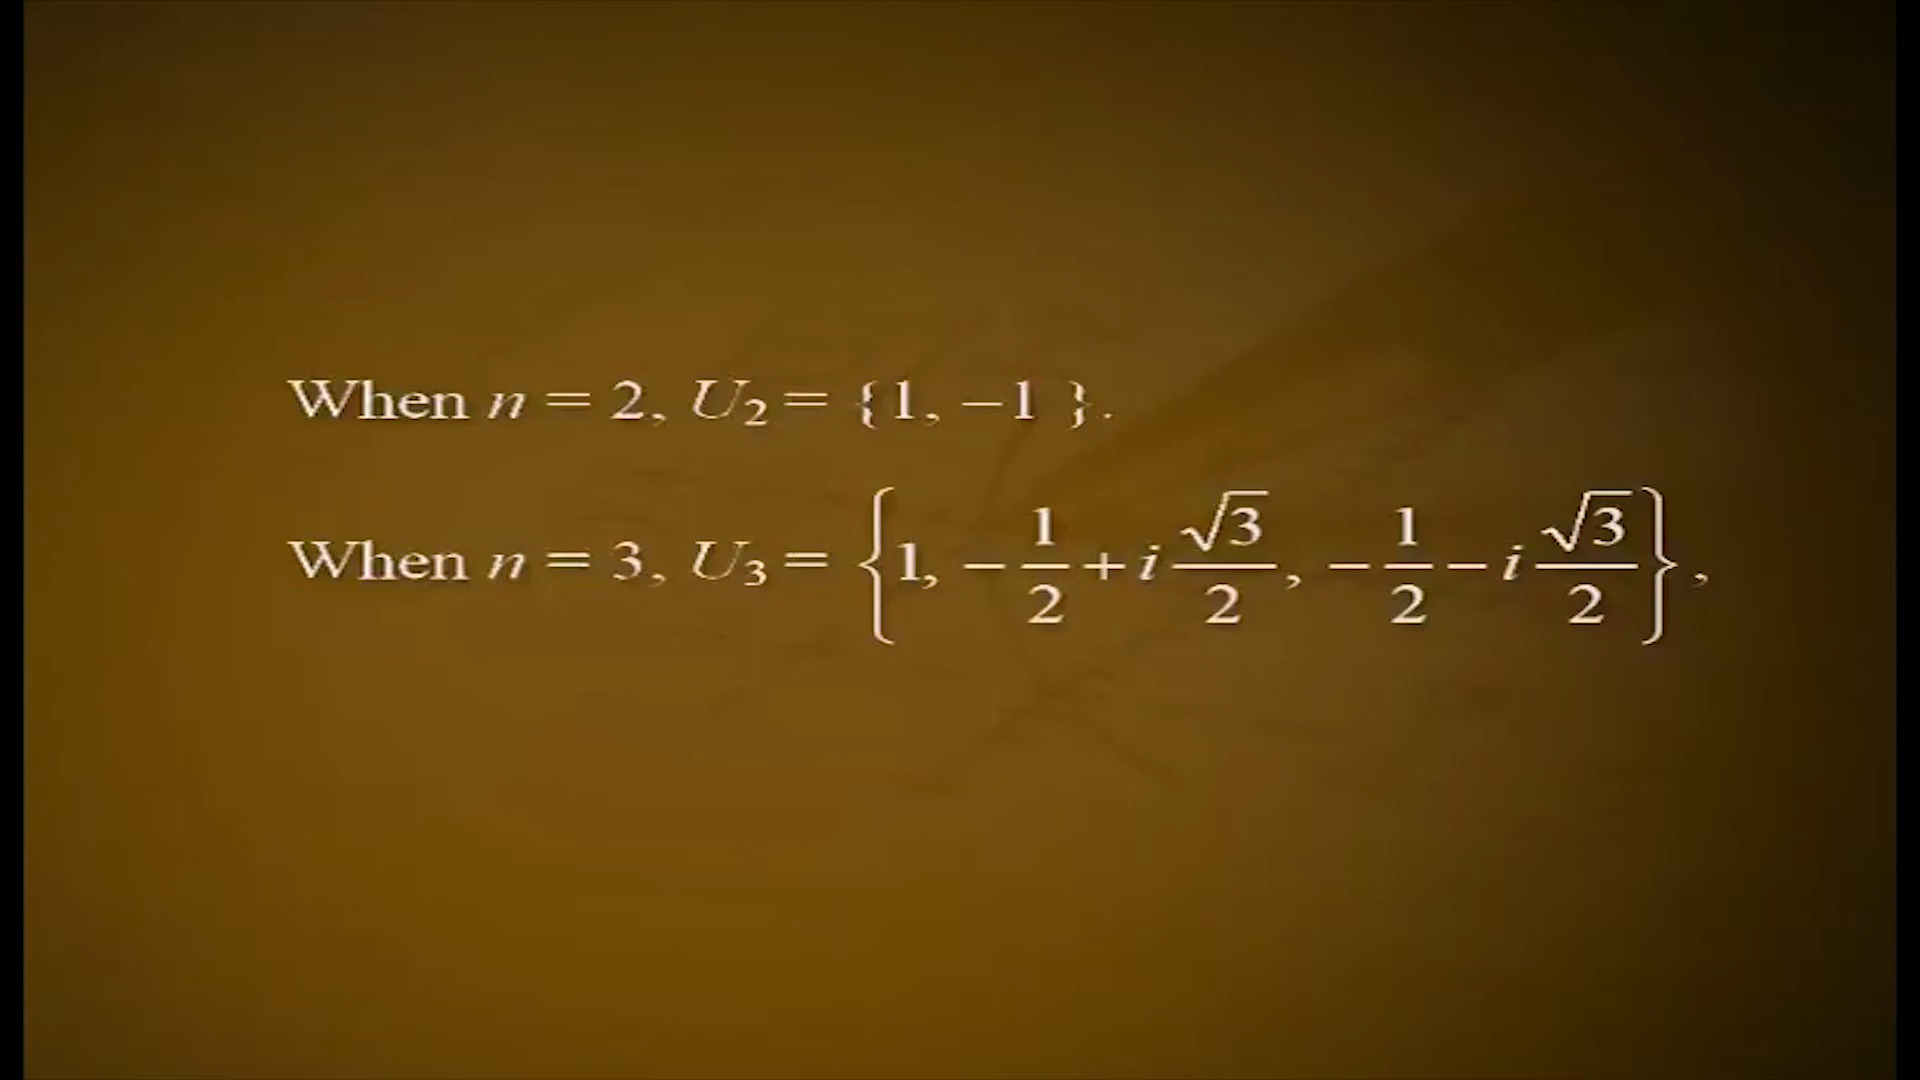 When n = 2, U₂ = {1, –1 }.
When n = 3, U₃ = {1, −1/2 + i √3/2, −1/2 − i √3/2},